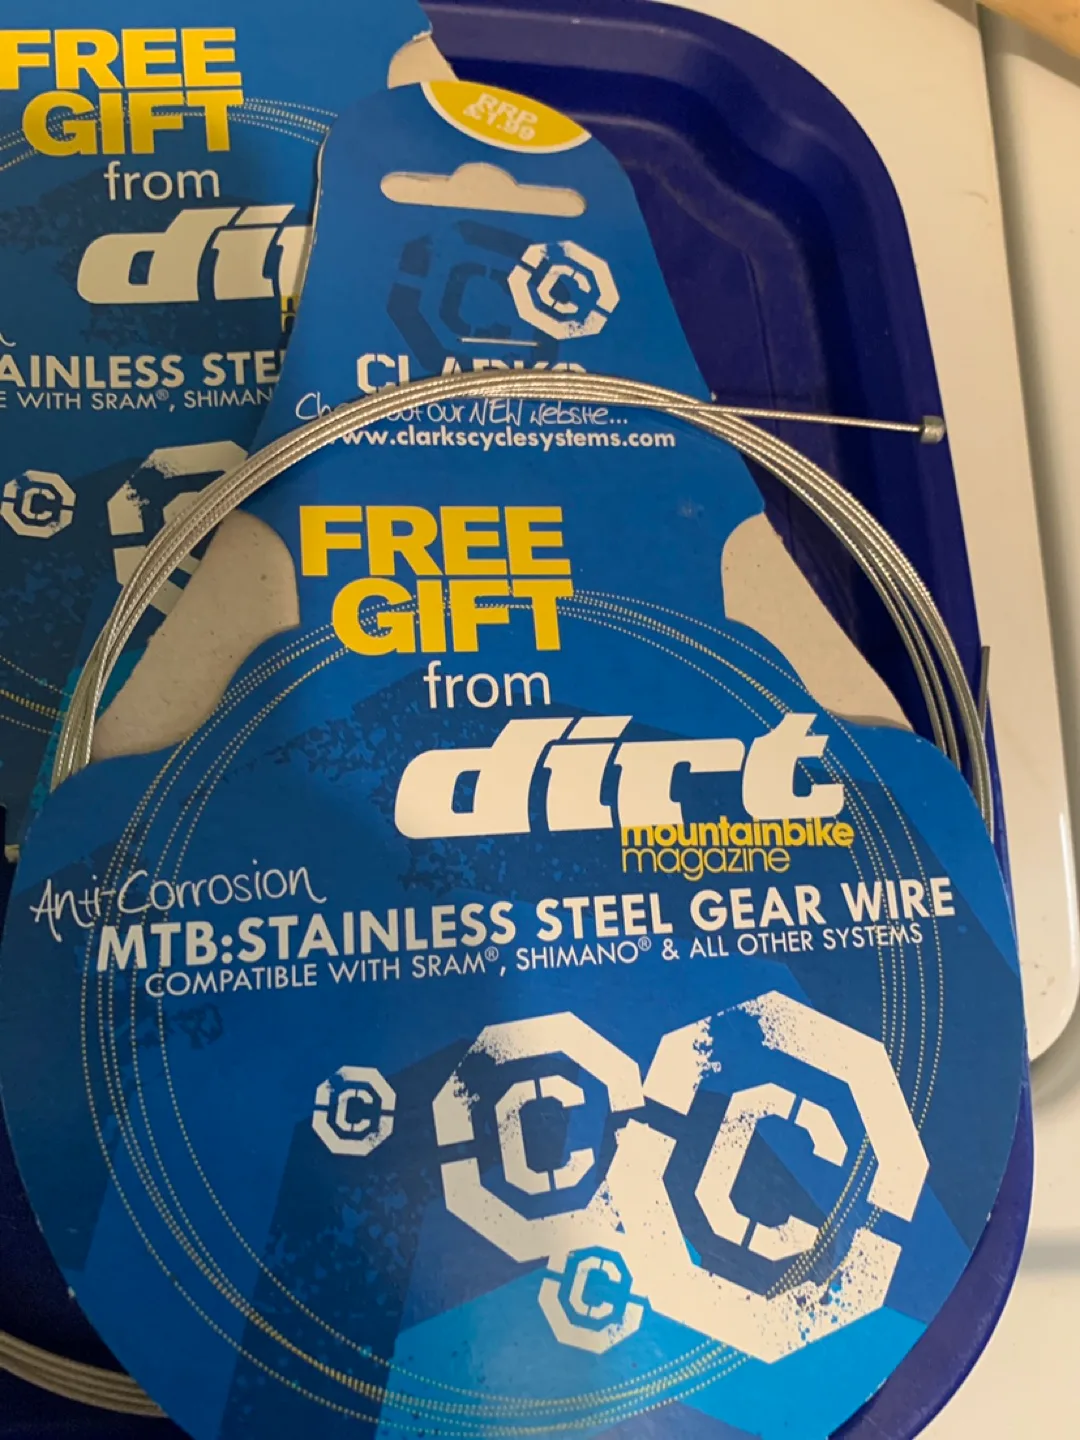 FREE
GIFT
from
AINLESS STE
E WITH SRAM®, SHIMAN
C
RRP
£1.99
C
CLARKS
Check out our NEW website...
www.clarkscyclesystems.com
FREE
GIFT
from
dirt
mountainbike
magazine
Anti-Corrosion
MTB:STAINLESS STEEL GEAR WIRE
COMPATIBLE WITH SRAM®, SHIMANO® & ALL OTHER SYSTEMS
C
C
C
C